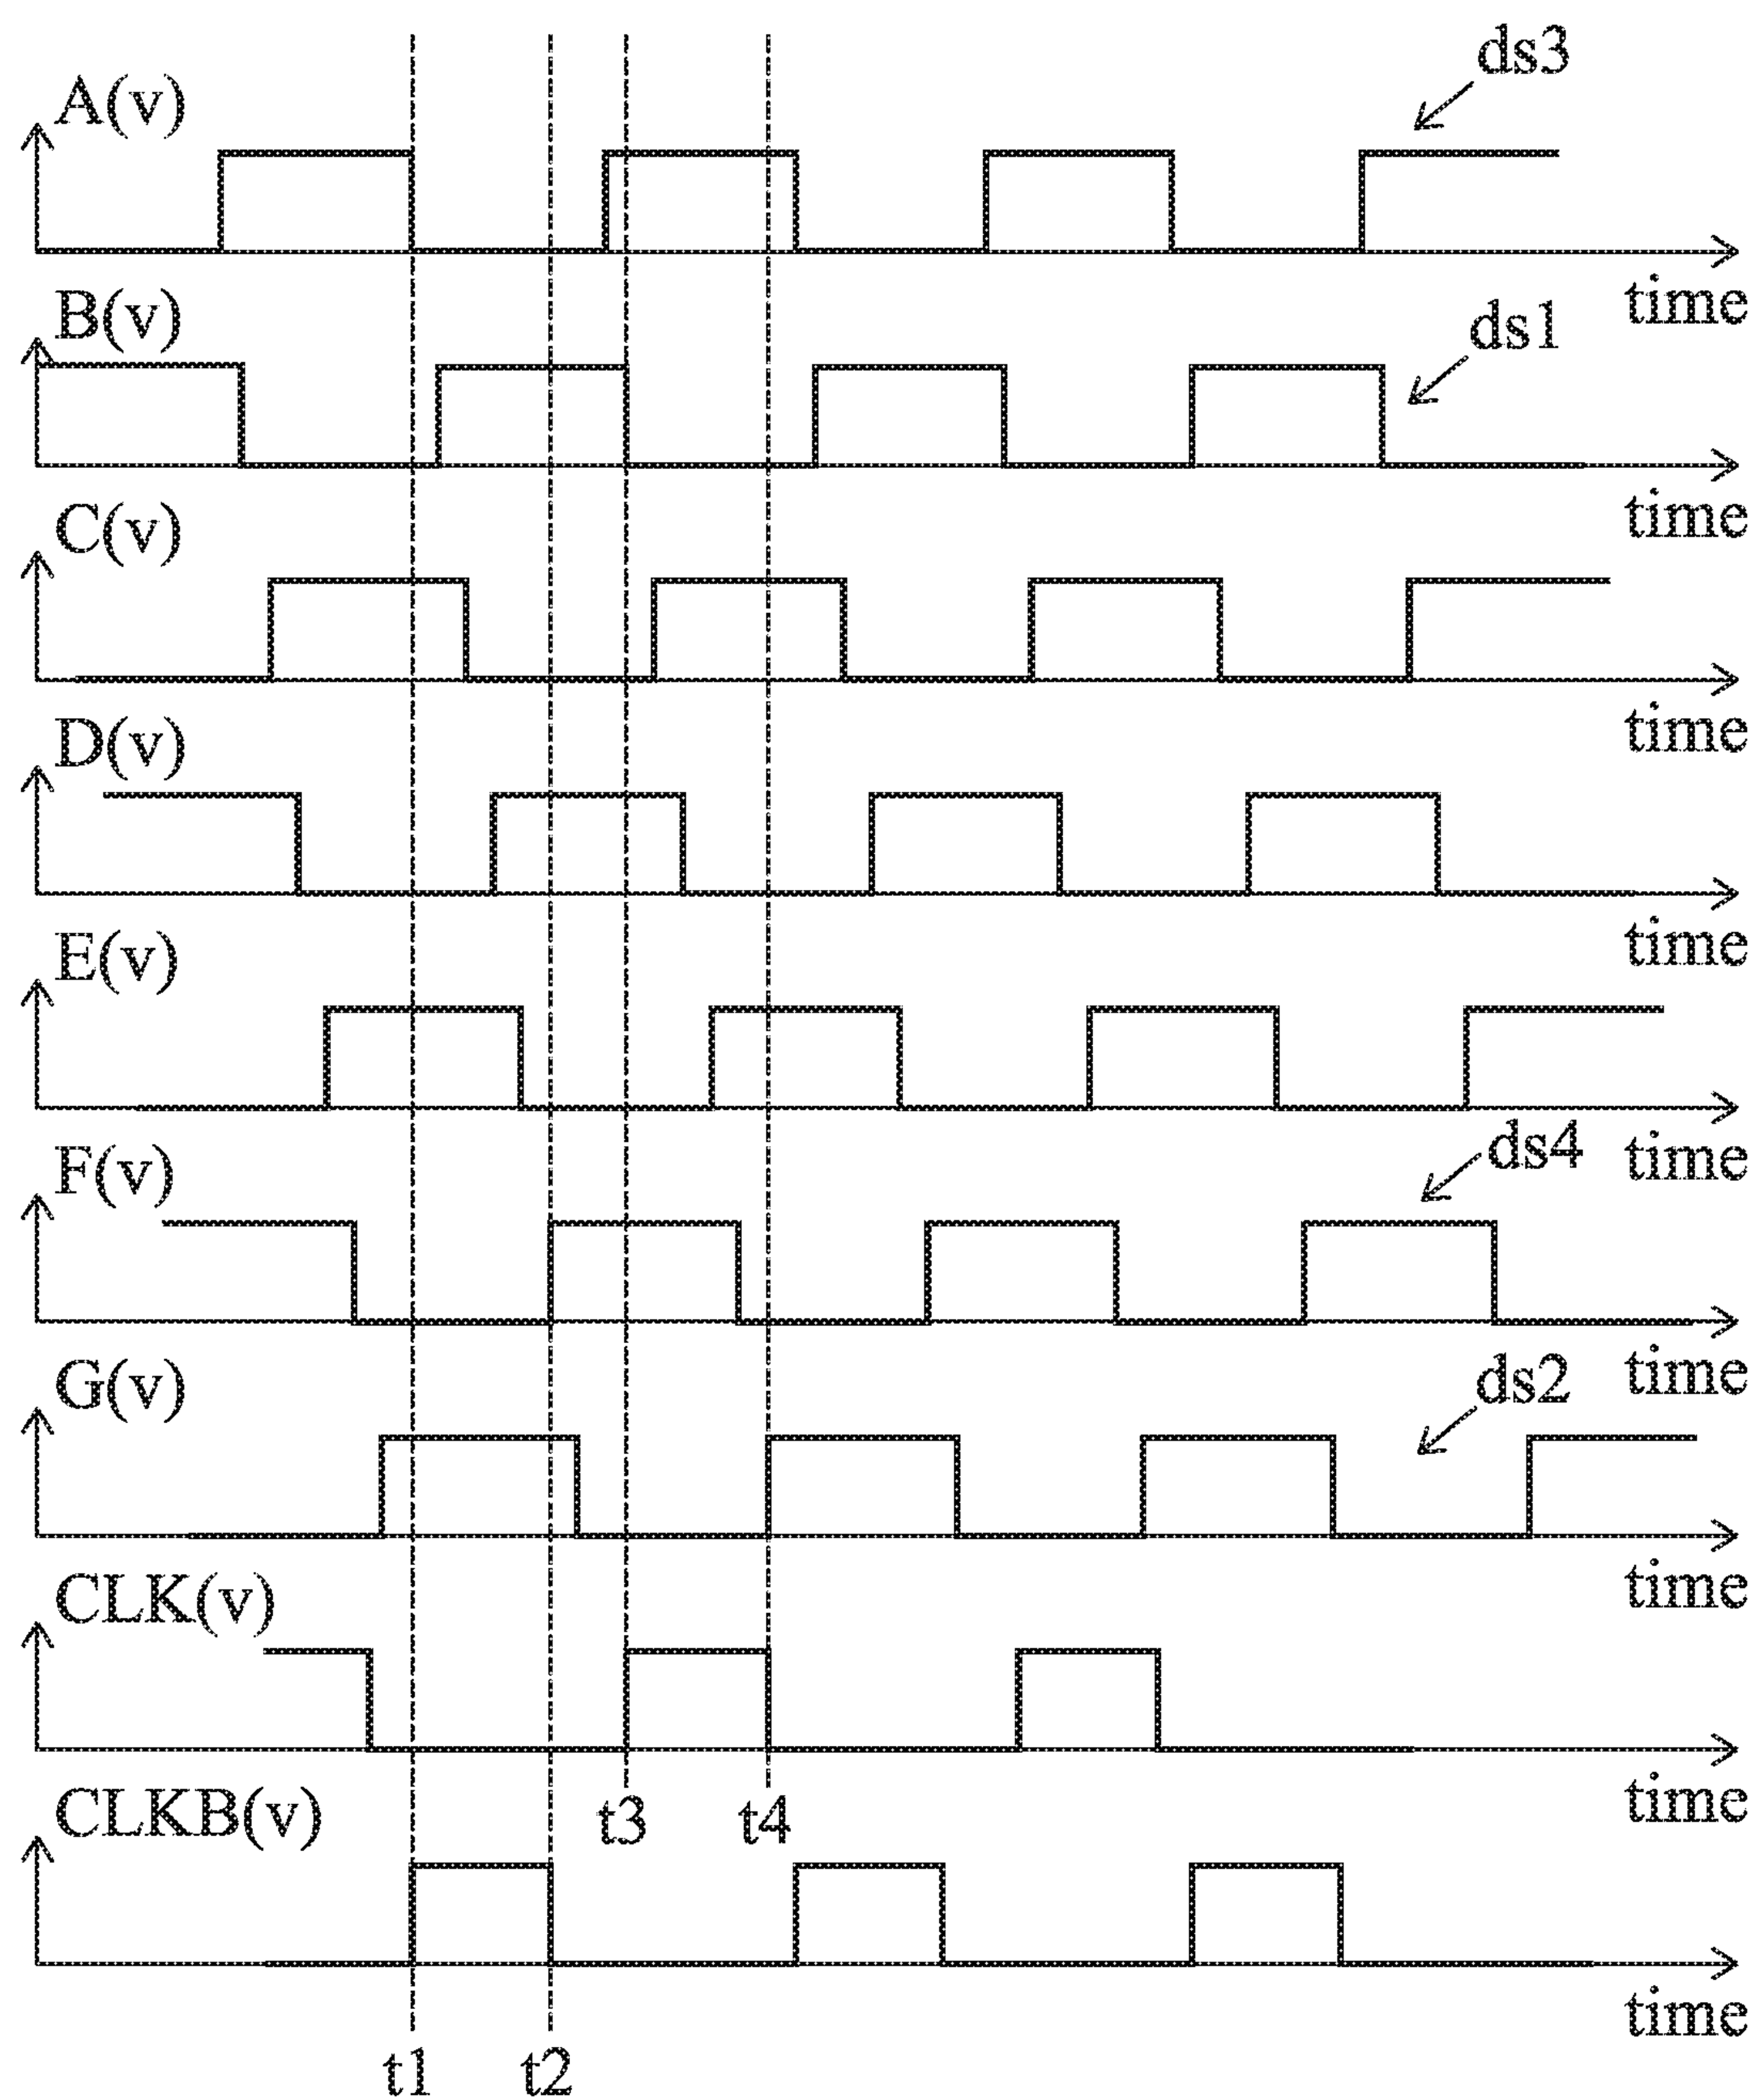 ds3
A(v)
time
B(v)
ds1
time
C(v)
time
D(v)
time
E(v)
time
F(v)
ds4
time
G(v)
ds2
time
CLK(v)
time
CLKB(v)
t3
t4
time
t1
t2